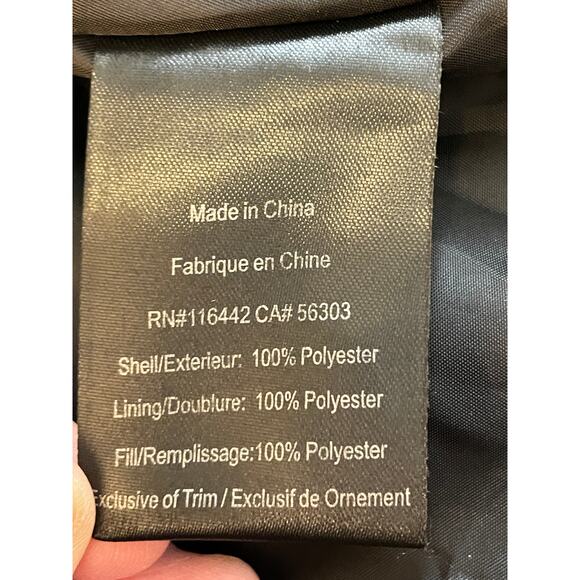 Made in China
Fabrique en Chine
RN#116442 CA# 56303
Shell/Exterieur: 100% Polyester
Lining/Doublure: 100% Polyester
Fill/Remplissage:100% Polyester
Exclusive of Trim / Exclusif de Ornement